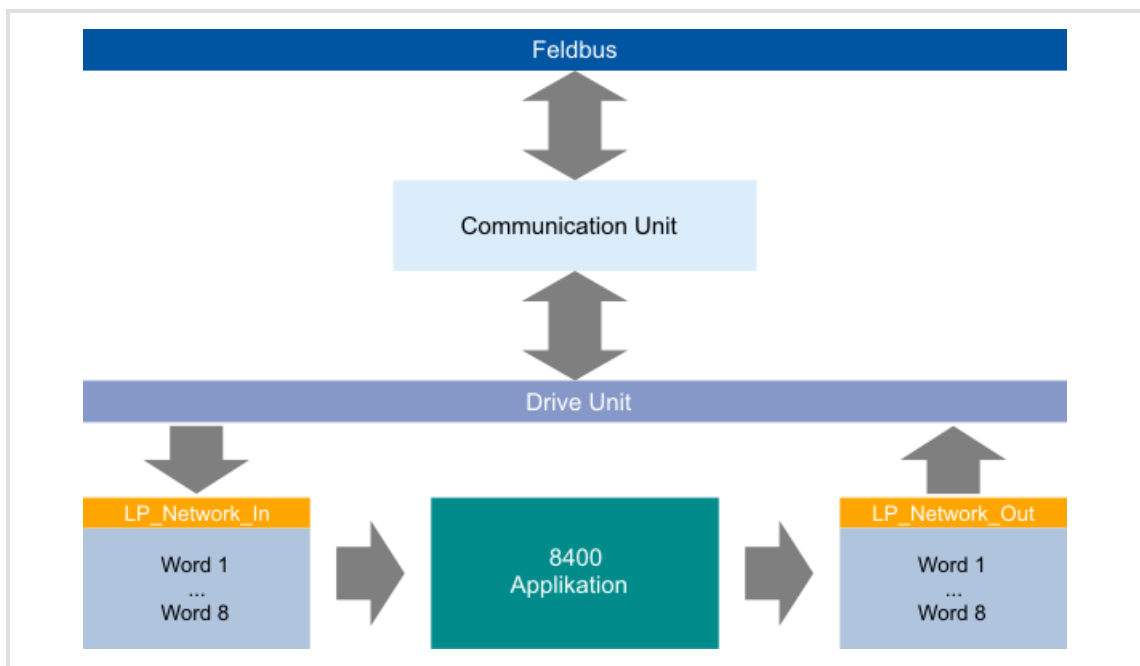 Feldbus
Communication Unit
Drive Unit
LP_Network_In
LP_Network_Out
Word 1
...
Word 8
8400
Applikation
Word 1
...
Word 8